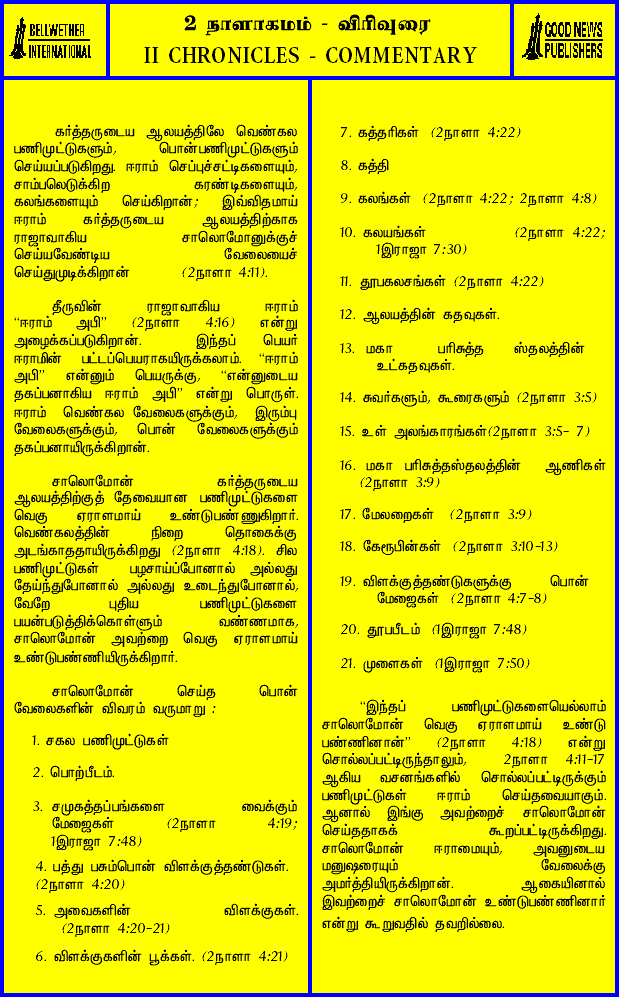 BELLWETHER
INTERNATIONAL
2 நாளாகமம் - விரிவுரை
II CHRONICLES - COMMENTARY
GOOD NEWS
PUBLISHERS
கர்த்தருடைய ஆலயத்திலே வெண்கல
பணிமுட்டுகளும், பொன்பணிமுட்டுகளும்
செய்யப்படுகிறது. ஈராம் செப்புச்சட்டிகளையும்,
சாம்பலெடுக்கிற கரண்டிகளையும்,
கலங்களையும் செய்கிறான்; இவ்விதமாய்
ஈராம் கர்த்தருடைய ஆலயத்திற்காக
ராஜாவாகிய சாலொமோனுக்குச்
செய்யவேண்டிய வேலையைச்
செய்துமுடிக்கிறான் (2நாளா 4:11).
தீருவின் ராஜாவாகிய ஈராம்
“ஈராம் அபி” (2நாளா 4:16) என்று
அழைக்கப்படுகிறான். இந்தப் பெயர்
ஈராமின் பட்டப்பெயராகயிருக்கலாம். “ஈராம்
அபி” என்னும் பெயருக்கு, “என்னுடைய
தகப்பனாகிய ஈராம் அபி” என்று பொருள்.
ஈராம் வெண்கல வேலைகளுக்கும், இரும்பு
வேலைகளுக்கும், பொன் வேலைகளுக்கும்
தகப்பனாயிருக்கிறான்.
சாலொமோன் கர்த்தருடைய
ஆலயத்திற்குத் தேவையான பணிமுட்டுகளை
வெகு ஏராளமாய் உண்டுபண்ணுகிறார்.
வெண்கலத்தின் நிறை தொகைக்கு
அடங்காததாயிருக்கிறது (2நாளா 4:18). சில
பணிமுட்டுகள் பழசாய்ப்போனால் அல்லது
தேய்ந்துபோனால் அல்லது உடைந்துபோனால்,
வேறே புதிய பணிமுட்டுகளை
பயன்படுத்திக்கொள்ளும் வண்ணமாக,
சாலொமோன் அவற்றை வெகு ஏராளமாய்
உண்டுபண்ணியிருக்கிறார்.
சாலொமோன் செய்த பொன்
வேலைகளின் விவரம் வருமாறு :
1. சகல பணிமுட்டுகள்
2. பொற்பீடம்.
3. சமுகத்தப்பங்களை வைக்கும்
மேஜைகள் (2நாளா 4:19;
1இராஜா 7:48)
4. பத்து பசும்பொன் விளக்குத்தண்டுகள்.
(2நாளா 4:20)
5. அவைகளின் விளக்குகள்.
(2நாளா 4:20-21)
6. விளக்குகளின் பூக்கள். (2நாளா 4:21)
7. கத்தரிகள் (2நாளா 4:22)
8. கத்தி
9. கலங்கள் (2நாளா 4:22; 2நாளா 4:8)
10. கலயங்கள் (2நாளா 4:22;
1இராஜா 7:30)
11. தூபகலசங்கள் (2நாளா 4:22)
12. ஆலயத்தின் கதவுகள்.
13. மகா பரிசுத்த ஸ்தலத்தின்
உட்கதவுகள்.
14. சுவர்களும், கூரைகளும் (2நாளா 3:5)
15. உள் அலங்காரங்கள்(2நாளா 3:5- 7)
16. மகா பரிசுத்தஸ்தலத்தின் ஆணிகள்
(2நாளா 3:9)
17. மேலறைகள் (2நாளா 3:9)
18. கேரூபின்கள் (2நாளா 3:10-13)
19. விளக்குத்தண்டுகளுக்கு பொன்
மேஜைகள் (2நாளா 4:7-8)
20. தூபபீடம் (1இராஜா 7:48)
21. முளைகள் (1இராஜா 7:50)
“இந்தப் பணிமுட்டுகளையெல்லாம்
சாலொமோன் வெகு ஏராளமாய் உண்டு
பண்ணினான்” (2நாளா 4:18) என்று
சொல்லப்பட்டிருந்தாலும், 2நாளா 4:11-17
ஆகிய வசனங்களில் சொல்லப்பட்டிருக்கும்
பணிமுட்டுகள் ஈராம் செய்தவையாகும்.
ஆனால் இங்கு அவற்றைச் சாலொமோன்
செய்ததாகக் கூறப்பட்டிருக்கிறது.
சாலொமோன் ஈராமையும், அவனுடைய
மனுஷரையும் வேலைக்கு
அமர்த்தியிருக்கிறான். ஆகையினால்
இவற்றைச் சாலொமோன் உண்டுபண்ணினார்
என்று கூறுவதில் தவறில்லை.